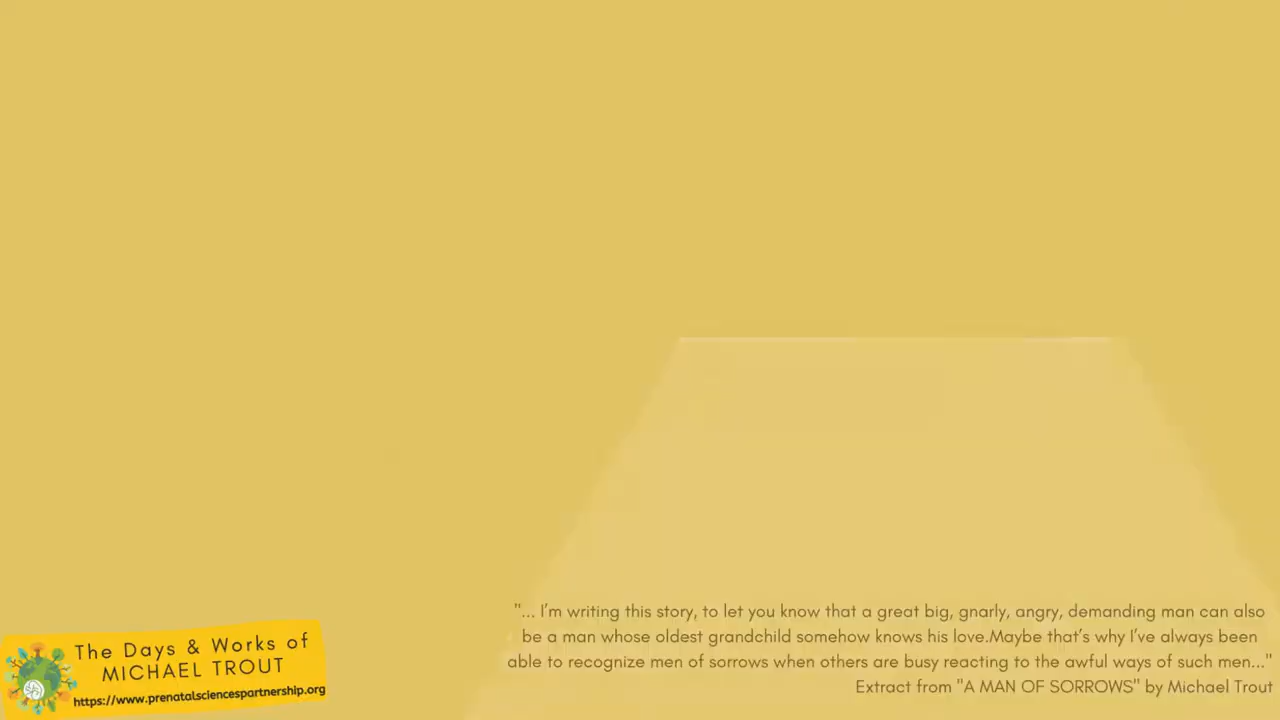 "... I'm writing this story, to let you know that a great big, gnarly, angry, demanding man can also
be a man whose oldest grandchild somehow knows his love.Maybe that's why I've always been
able to recognize men of sorrows when others are busy reacting to the awful ways of such men..."
Extract from "A MAN OF SORROWS" by Michael Trout
The Days & Works of
MICHAEL TROUT
https://www.prenatalsciencespartnership.org